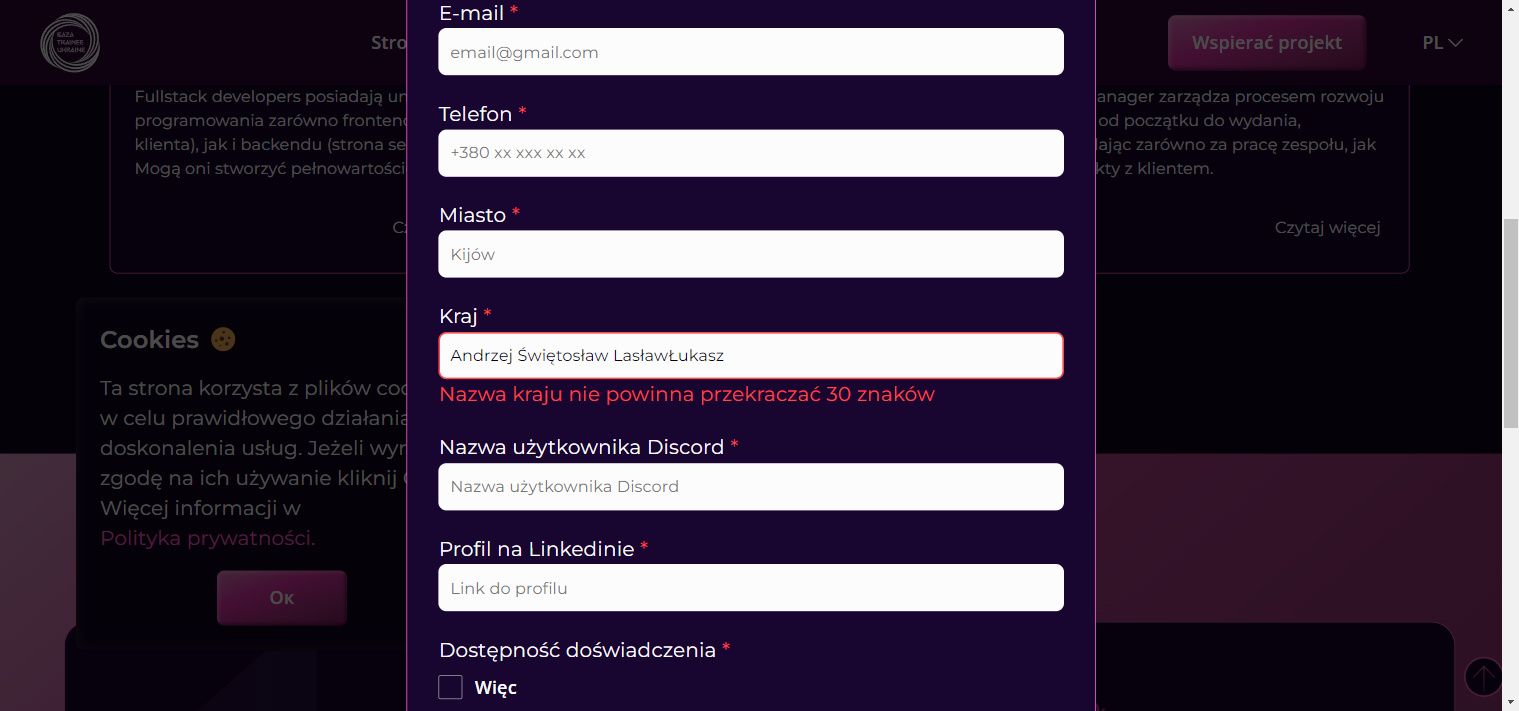 E-mail *
BAZA
TRAINEE
UKRAINE
Stro
Wspierać projekt
PL
email@gmail.com
Fullstack developers posiadają un
programowania zarówno fronten
klienta), jak i backendu (strona se
Mogą oni stworzyć pełnowartości
Cz
anager zarządza procesem rozwoju
od początku do wydania,
ając zarówno za pracę zespołu, jak
kty z klientem.
Czytaj więcej
Telefon *
+380 xx xxx xx xx
Miasto *
Kijów
Kraj *
Andrzej Świętosław LasławŁukasz
Nazwa kraju nie powinna przekraczać 30 znaków
Cookies
Ta strona korzysta z plików coo
w celu prawidłowego działania
doskonalenia usług. Jeżeli wyr
zgodę na ich używanie kliknij
Więcej informacji w
Polityka prywatności.
Ok
Nazwa użytkownika Discord *
Nazwa użytkownika Discord
Profil na Linkedinie *
Link do profilu
Dostępność doświadczenia *
Więc